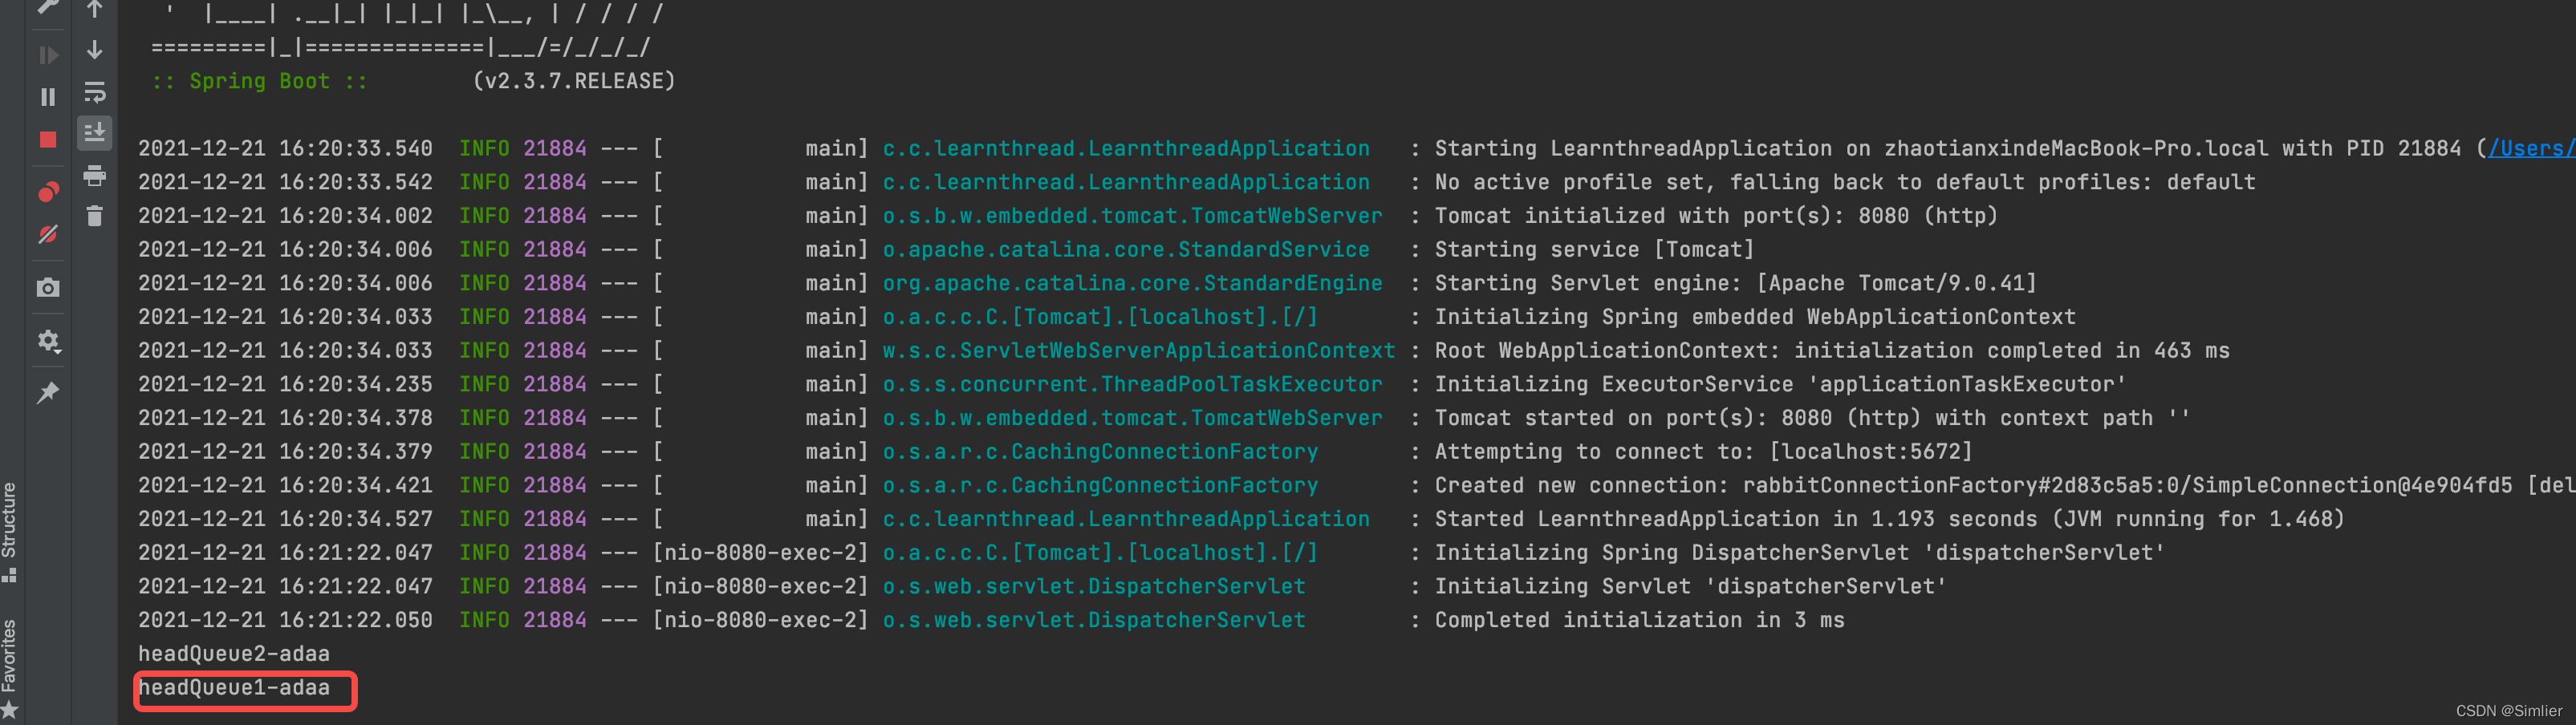 '  |____| .__|_| |_|_| |_\__, | / / / /
=========|_|==============|___/=/_/_/_/
:: Spring Boot ::        (v2.3.7.RELEASE)
2021-12-21 16:20:33.540  INFO 21884 --- [           main] c.c.learnthread.LearnthreadApplication   : Starting LearnthreadApplication on zhaotianxindeMacBook-Pro.local with PID 21884 (/Users/
2021-12-21 16:20:33.542  INFO 21884 --- [           main] c.c.learnthread.LearnthreadApplication   : No active profile set, falling back to default profiles: default
2021-12-21 16:20:34.002  INFO 21884 --- [           main] o.s.b.w.embedded.tomcat.TomcatWebServer  : Tomcat initialized with port(s): 8080 (http)
2021-12-21 16:20:34.006  INFO 21884 --- [           main] o.apache.catalina.core.StandardService   : Starting service [Tomcat]
2021-12-21 16:20:34.006  INFO 21884 --- [           main] org.apache.catalina.core.StandardEngine  : Starting Servlet engine: [Apache Tomcat/9.0.41]
2021-12-21 16:20:34.033  INFO 21884 --- [           main] o.a.c.c.C.[Tomcat].[localhost].[/]       : Initializing Spring embedded WebApplicationContext
2021-12-21 16:20:34.033  INFO 21884 --- [           main] w.s.c.ServletWebServerApplicationContext : Root WebApplicationContext: initialization completed in 463 ms
2021-12-21 16:20:34.235  INFO 21884 --- [           main] o.s.s.concurrent.ThreadPoolTaskExecutor  : Initializing ExecutorService 'applicationTaskExecutor'
2021-12-21 16:20:34.378  INFO 21884 --- [           main] o.s.b.w.embedded.tomcat.TomcatWebServer  : Tomcat started on port(s): 8080 (http) with context path ''
2021-12-21 16:20:34.379  INFO 21884 --- [           main] o.s.a.r.c.CachingConnectionFactory       : Attempting to connect to: [localhost:5672]
2021-12-21 16:20:34.421  INFO 21884 --- [           main] o.s.a.r.c.CachingConnectionFactory       : Created new connection: rabbitConnectionFactory#2d83c5a5:0/SimpleConnection@4e904fd5 [del
2021-12-21 16:20:34.527  INFO 21884 --- [           main] c.c.learnthread.LearnthreadApplication   : Started LearnthreadApplication in 1.193 seconds (JVM running for 1.468)
2021-12-21 16:21:22.047  INFO 21884 --- [nio-8080-exec-2] o.a.c.c.C.[Tomcat].[localhost].[/]       : Initializing Spring DispatcherServlet 'dispatcherServlet'
2021-12-21 16:21:22.047  INFO 21884 --- [nio-8080-exec-2] o.s.web.servlet.DispatcherServlet        : Initializing Servlet 'dispatcherServlet'
2021-12-21 16:21:22.050  INFO 21884 --- [nio-8080-exec-2] o.s.web.servlet.DispatcherServlet        : Completed initialization in 3 ms
headQueue2-adaa
headQueue1-adaa
Structure
Favorites
CSDN @Simlier